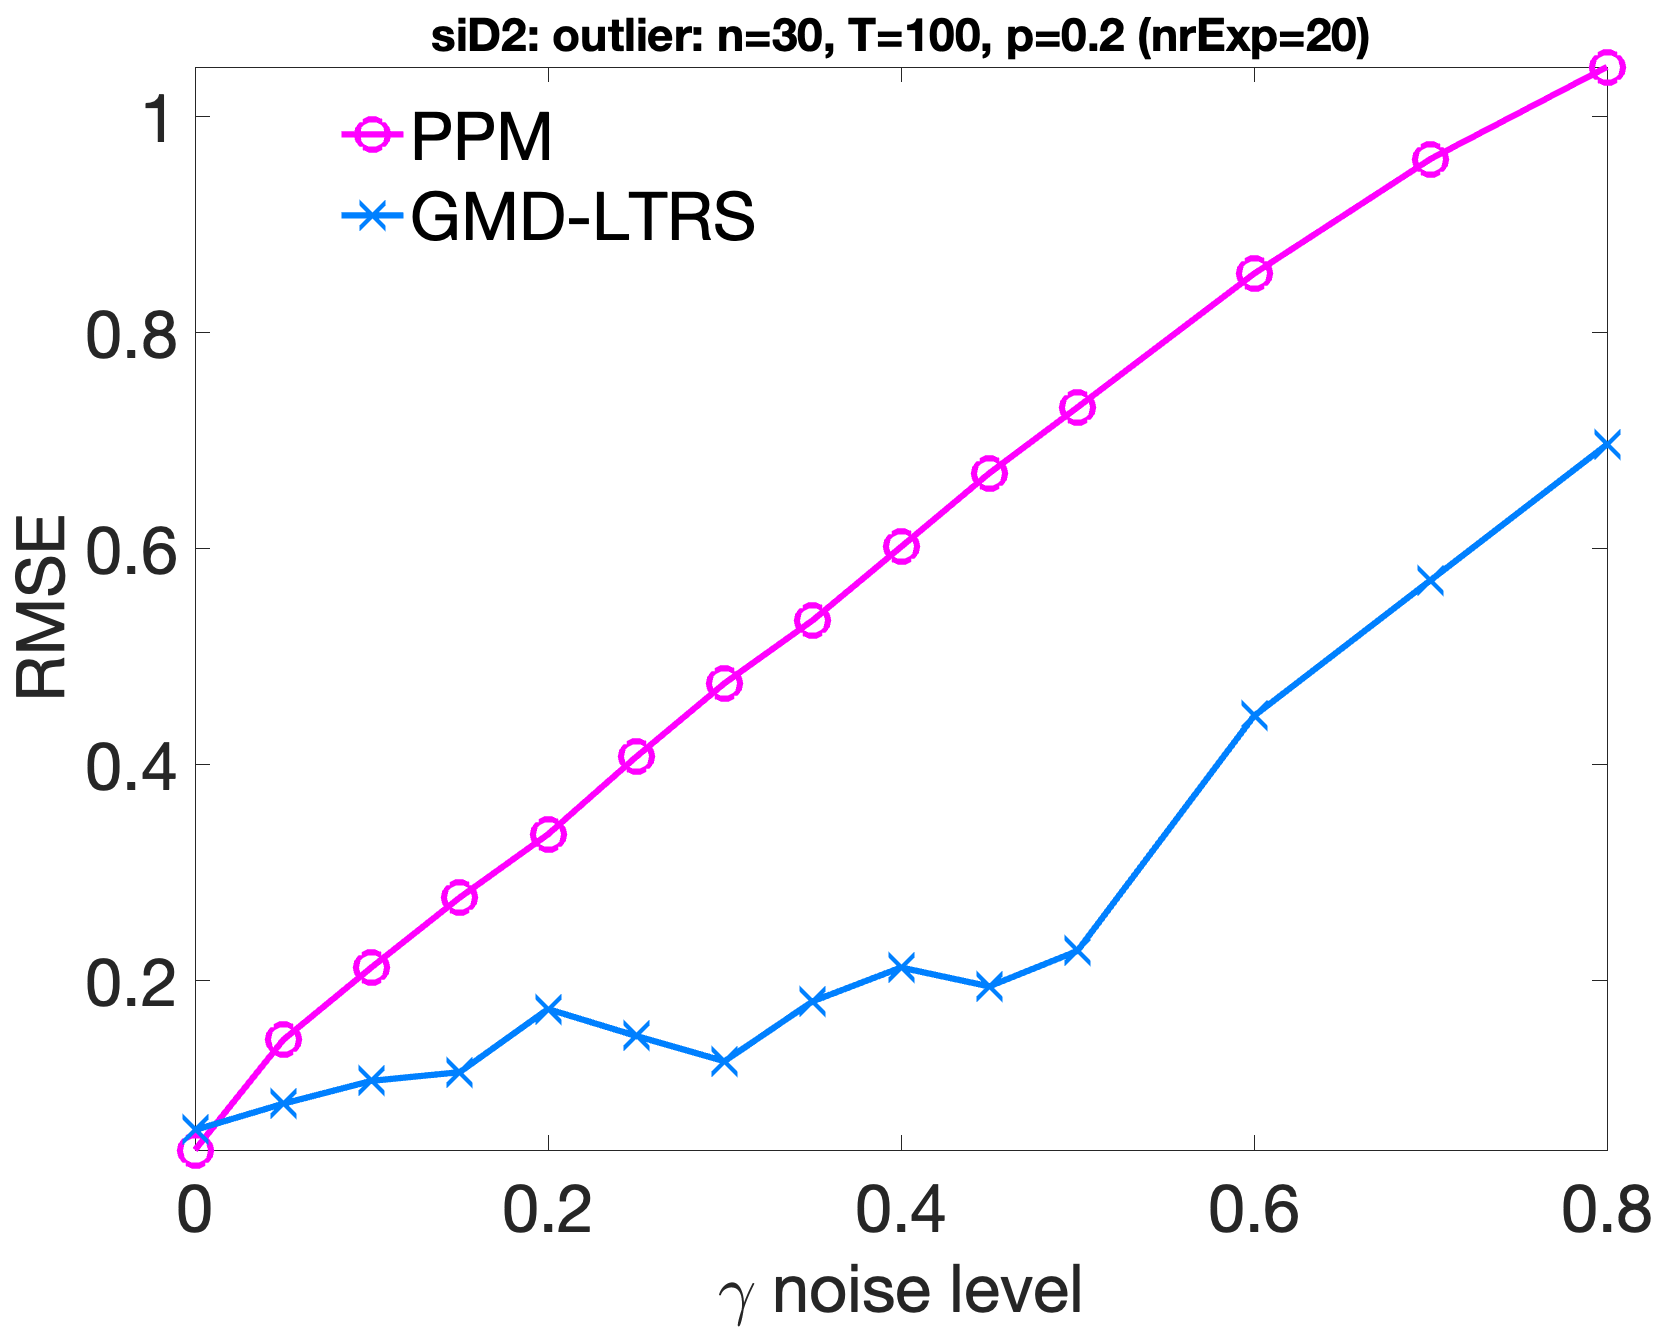 siD2: outlier: n=30, T=100, p=0.2 (nrExp=20)
PPM
GMD-LTRS
1
0.8
0.6
0.4
0.2
RMSE
0 0.2 0.4 0.6 0.8
γ noise level